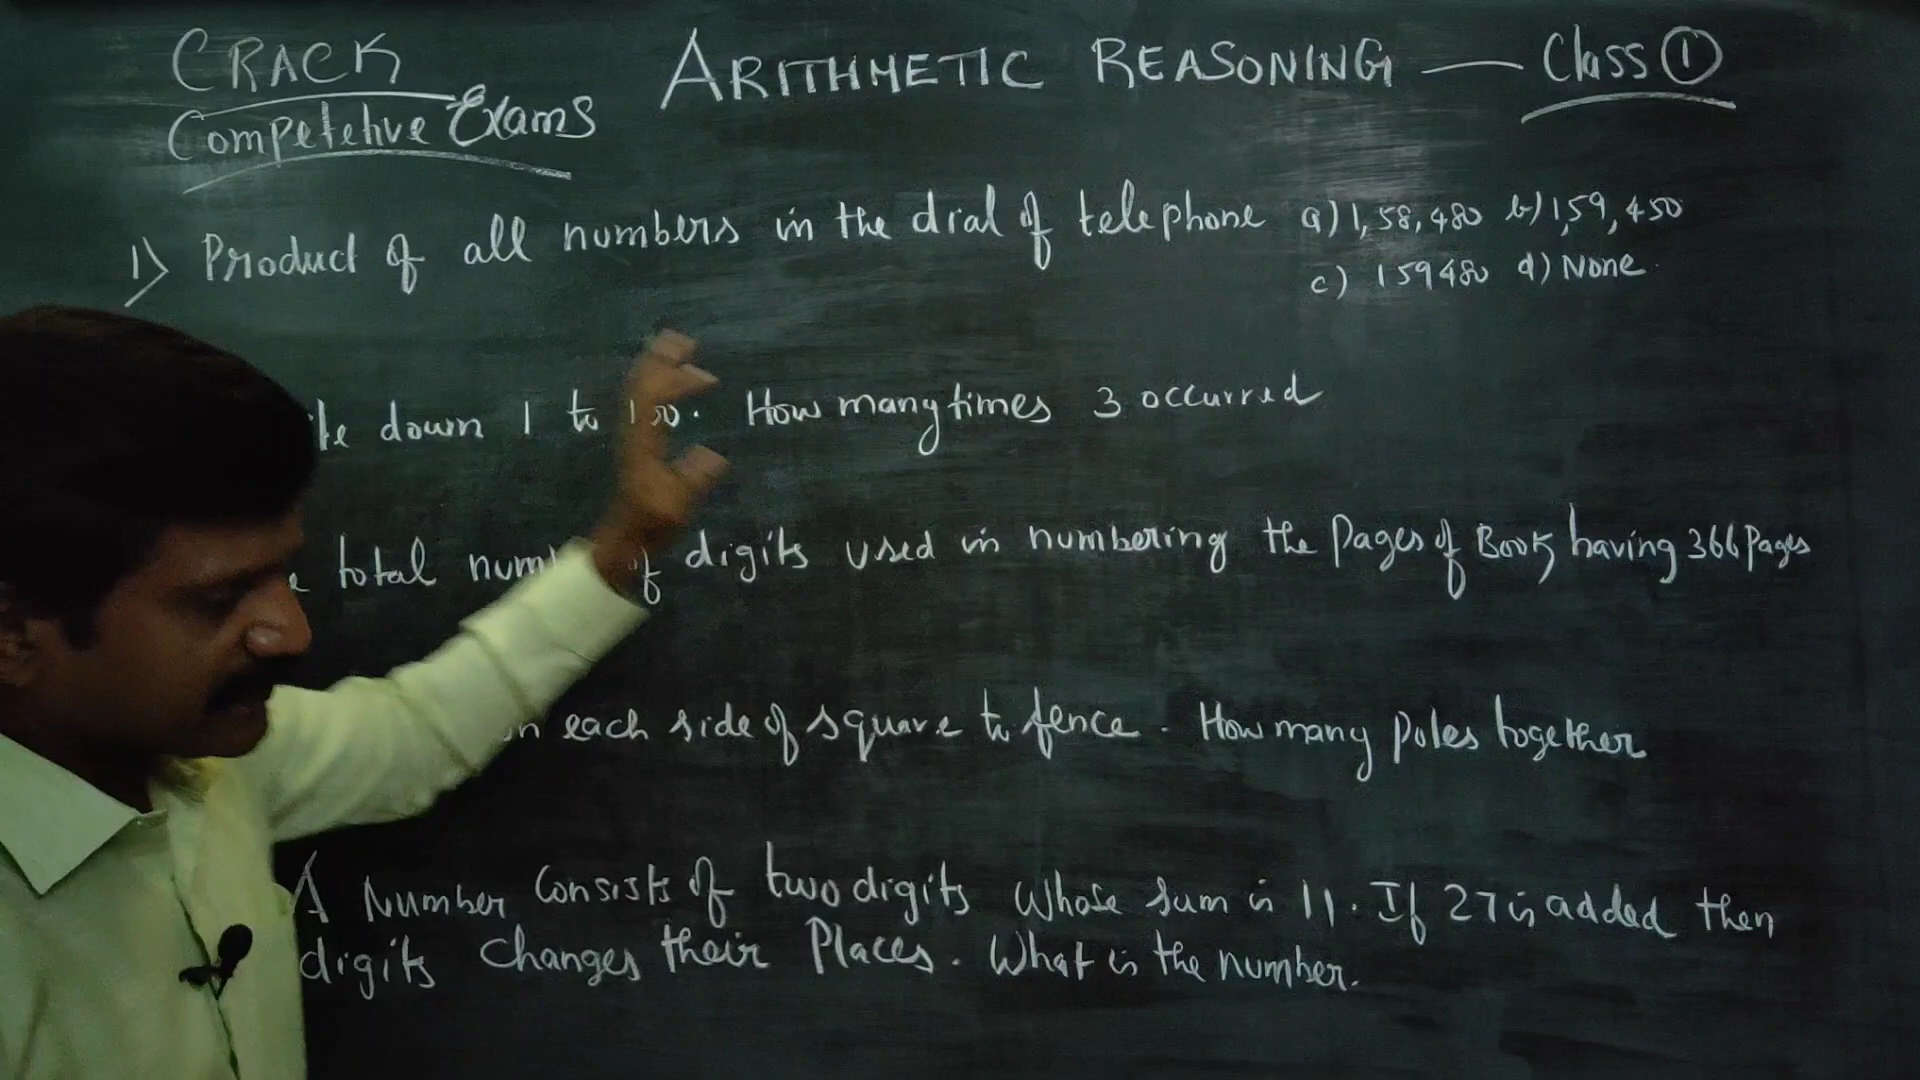 CRACK
Competetive Exams
ARITHMETIC REASONING — Class 1
1) Product of all numbers in the dial of telephone a) 1,58,480 b) 1,59,450
c) 159480 d) None
down 1 to 100. How many times 3 occurred
total digits used in numbering the Pages of Book having 366 Pages
each side of square to fence. How many poles together
A Number Consists of two digits Whose sum is 11. If 27 is added then
digits changes their Places. What is the number.